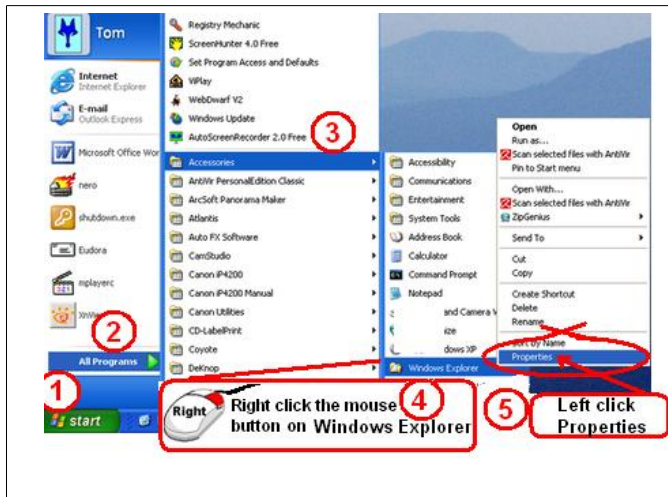 Tom
Internet
Internet Explorer
E-mail
Outlook Express
Microsoft Office Wor
nero
shutdown.exe
Eudora
mplayerc
2
All Programs
1
start
Registry Mechanic
ScreenHunter 4.0 Free
Set Program Access and Defaults
ViPlay
WebDwarf V2
Windows Update
AutoScreenRecorder 2.0 Free
3
Accessories
AntiVir PersonalEdition Classic
ArcSoft Panorama Maker
Atlantis
Auto FX Software
CamStudio
Canon iP4200
Canon iP4200 Manual
Canon Utilities
CD-LabelPrint
Coyote
DeKnop
Accessibility
Communications
Entertainment
System Tools
Address Book
Calculator
Command Prompt
Notepad
and Camera
ize
dows XP
Windows Explorer
Open
Run as...
Scan selected files with AntiVir
Pin to Start menu
Open With...
Scan selected files with AntiVir
ZipGenius
Send To
Cut
Copy
Create Shortcut
Delete
Rename
Sort by Name
Properties
Right
Right click the mouse 4
button on Windows Explorer
5
Left click
Properties